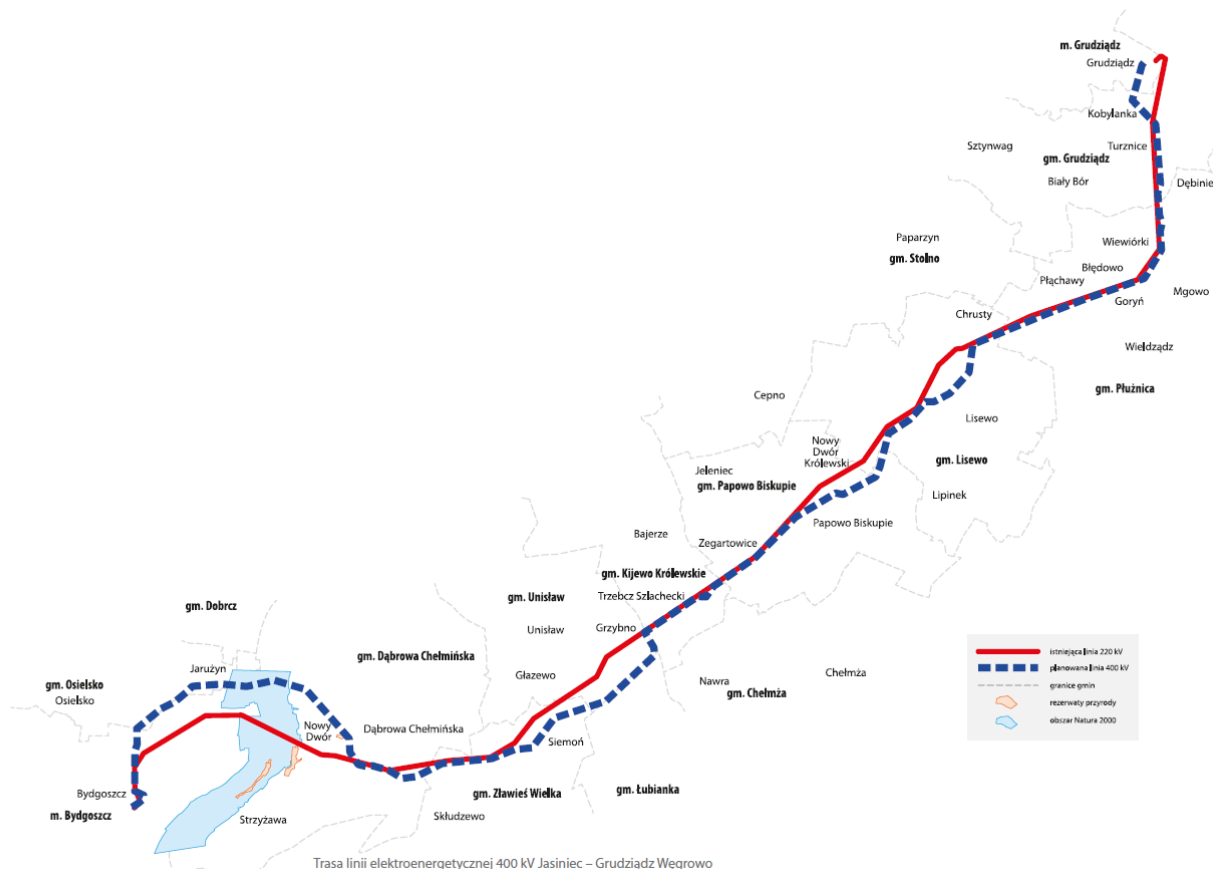 m. Grudziądz
Grudziądz
Kobylanka
Sztynwag
Turznice
gm. Grudziądz
Biały Bór
Dębinie
Paparzyn
Wiewiórki
gm. Stolno
Błędowo
Płąchawy
Mgowo
Goryń
Chrusty
Wieldządz
gm. Płużnica
Cepno
Lisewo
Nowy
Dwór
Królewski
gm. Lisewo
Jeleniec
gm. Papowo Biskupie
Lipinek
Papowo Biskupie
Bajerze
Zegartowice
gm. Kijewo Królewskie
gm. Unisław
Trzebcz Szlachecki
gm. Dobrcz
Unisław
Grzybno
gm. Dąbrowa Chełmińska
Jarużyn
Głazewo
Nawra
Chełmża
gm. Osielsko
Osielsko
gm. Chełmża
Nowy
Dwór
Dąbrowa Chełmińska
Siemoń
Bydgoszcz
gm. Zławieś Wielka
gm. Łubianka
m. Bydgoszcz
Strzyżawa
Skłudzewo
istniejąca linia 220 kV
planowana linia 400 kV
granice gmin
rezerwaty przyrody
obszar Natura 2000
Trasa linii elektroenergetycznej 400 kV Jasiniec – Grudziądz Węgrowo